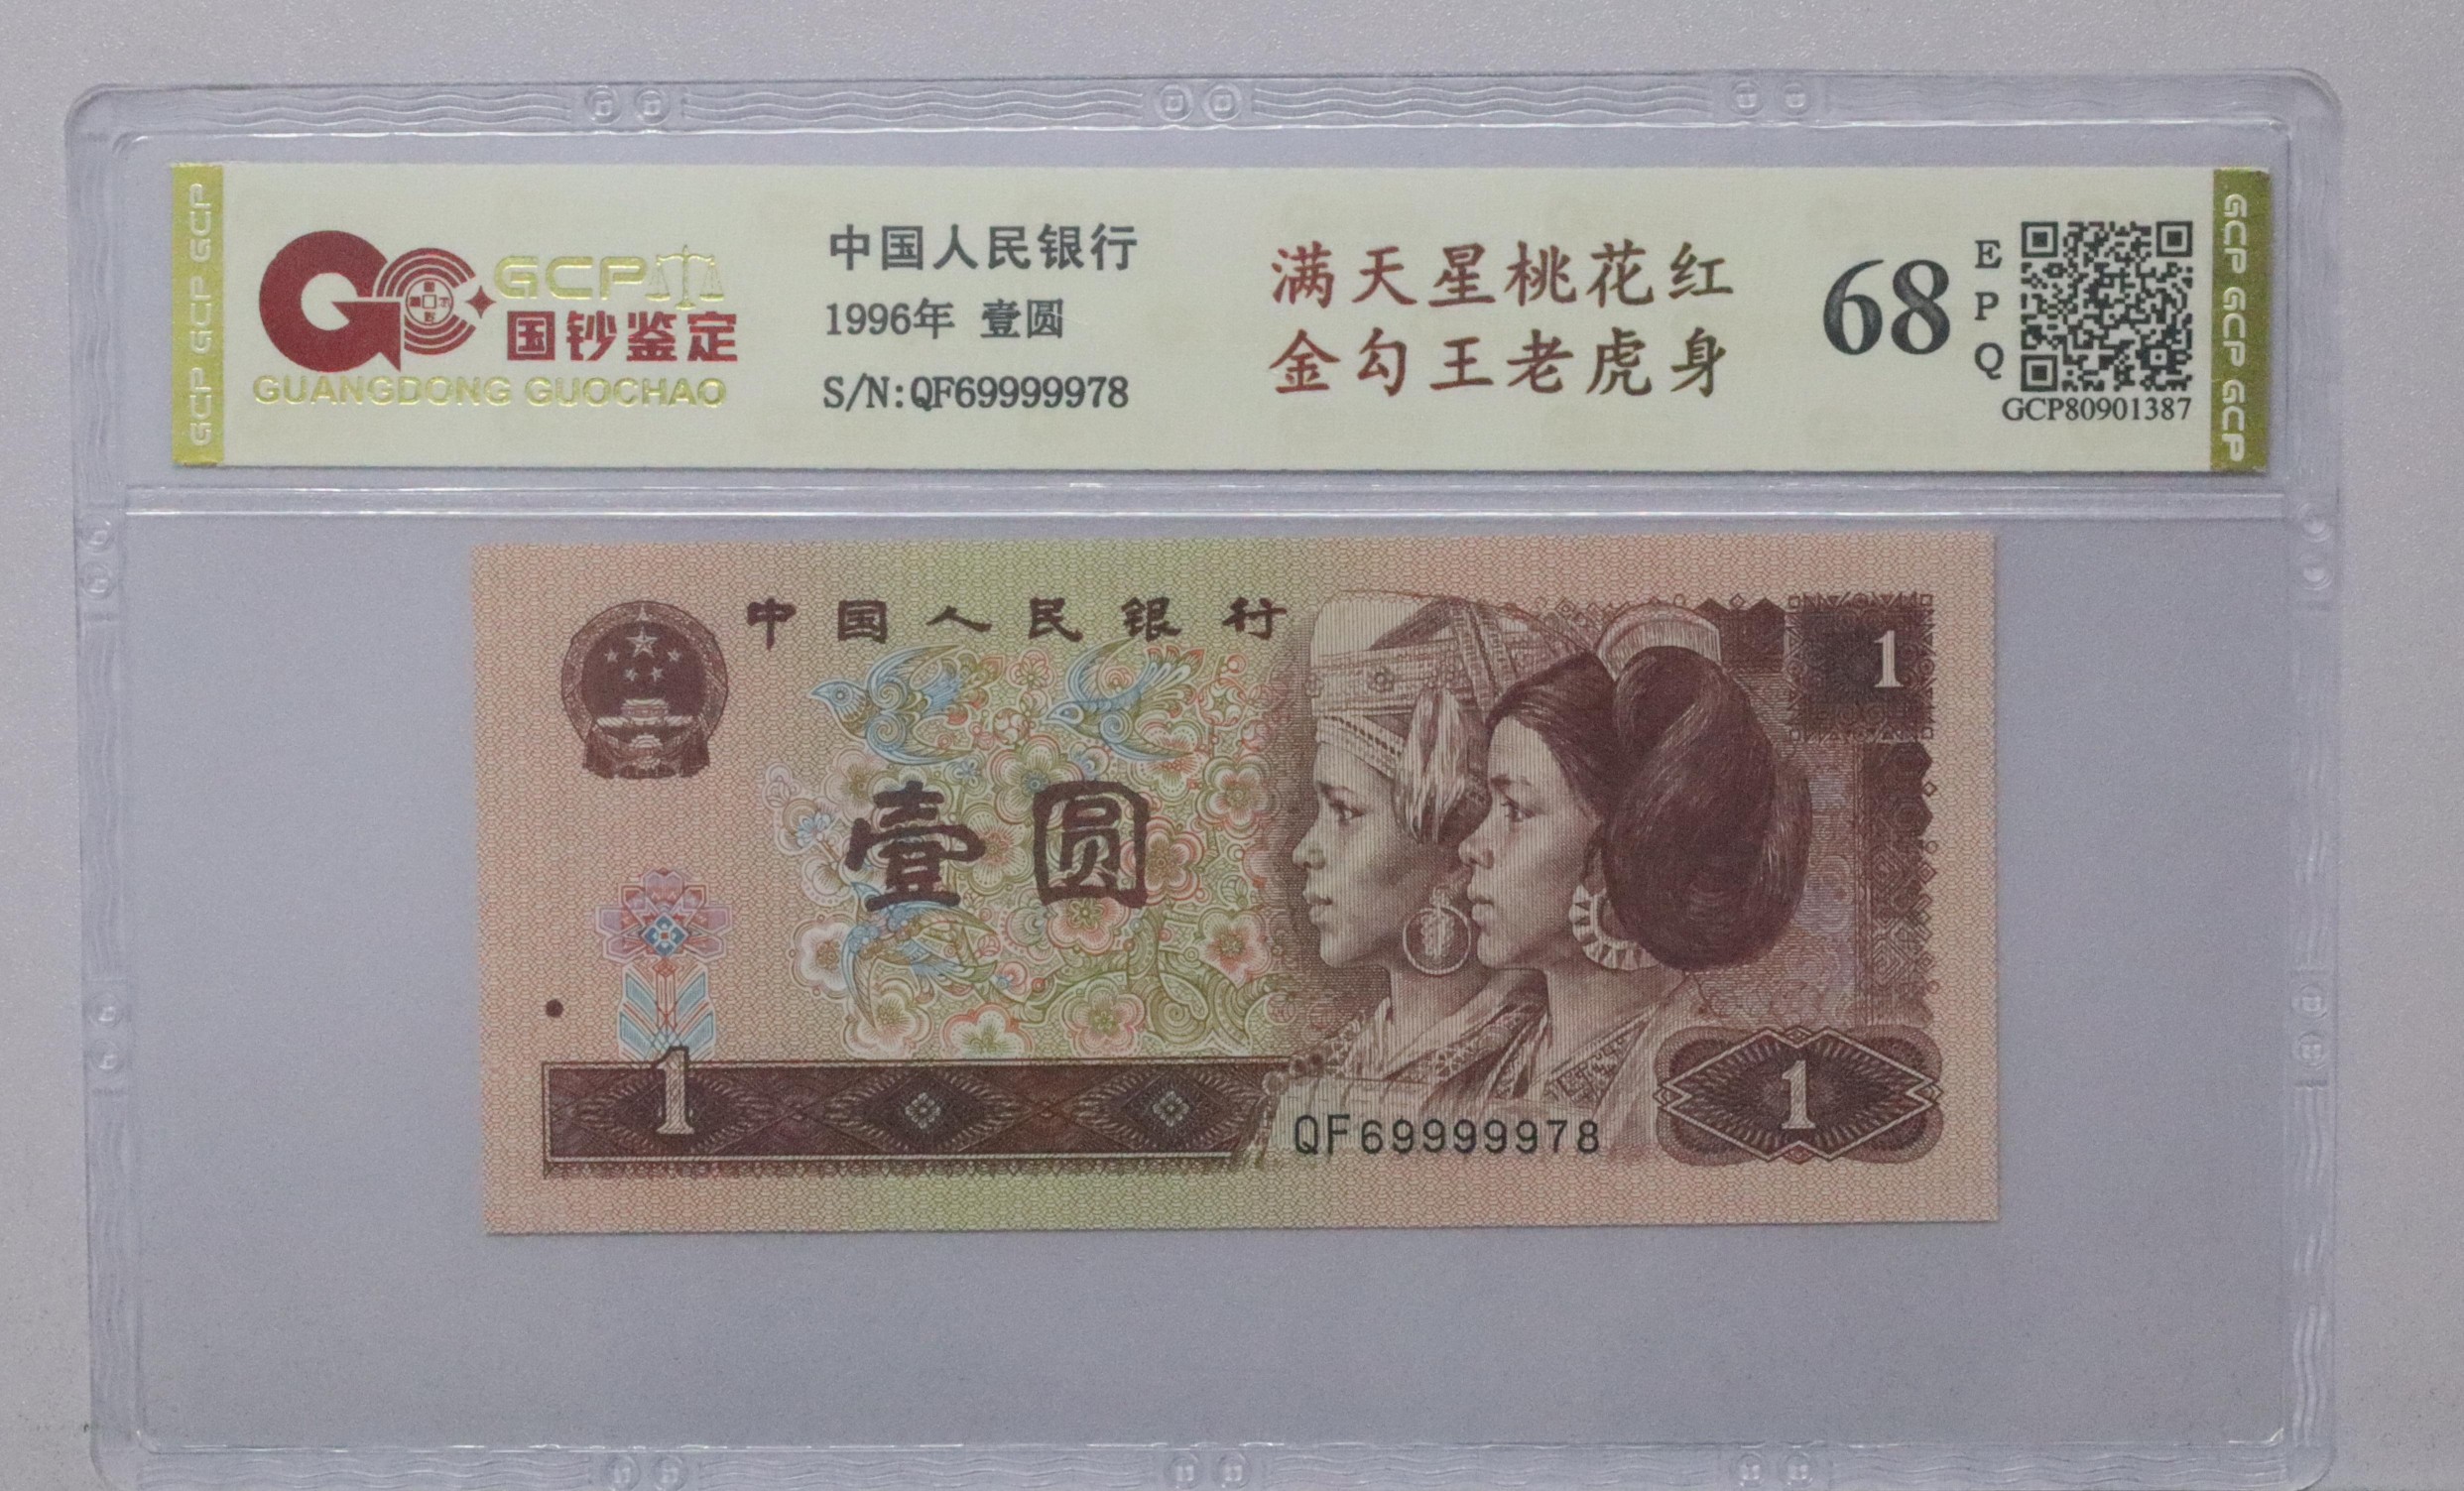 GCP GCP GCP
GCP
国钞鉴定
GUANGDONG GUOCHAO
中国人民银行
1996年 壹圆
S/N:QF69999978
满天星桃花红
金勾王老虎身
68
E
P
Q
GCP80901387
GCP GCP GCP
中国人民银行
1
壹圆
1
QF69999978
1